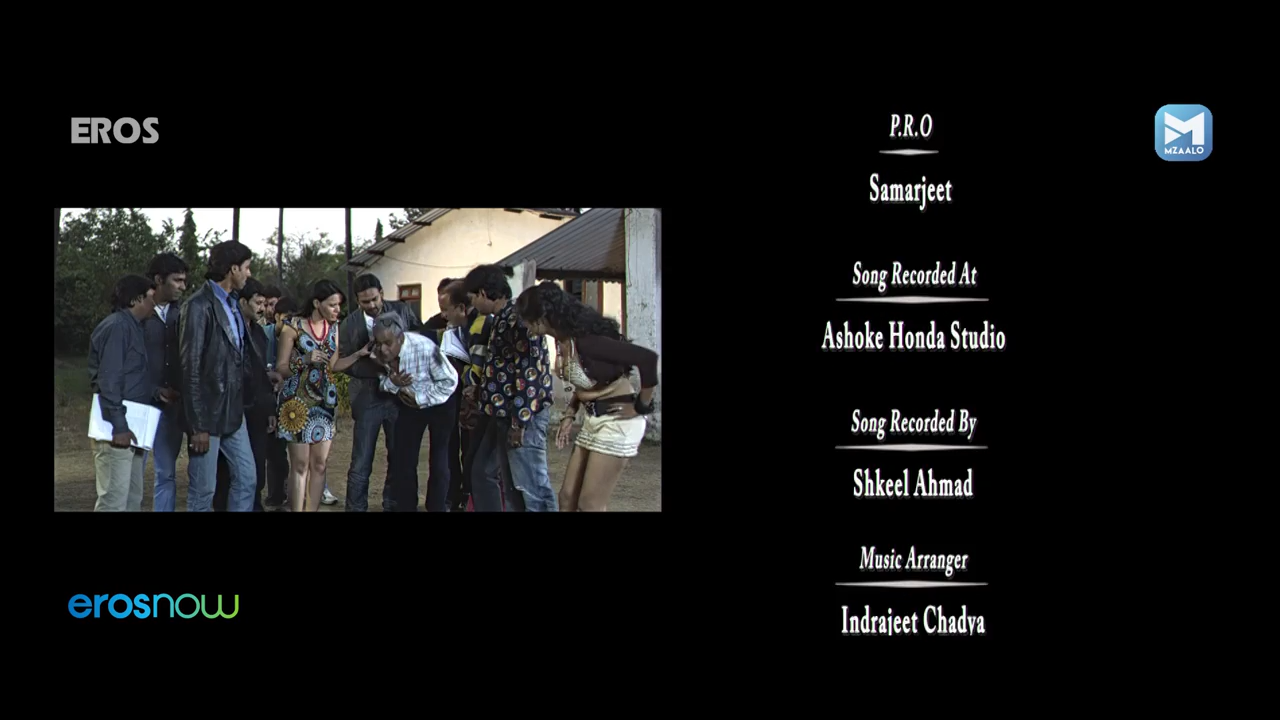 EROS
P.R.O
Samarjeet
Song Recorded At
Ashoke Honda Studio
Song Recorded By
Shkeel Ahmad
Music Arranger
Indrajeet Chadya
MZAALO
erosnow